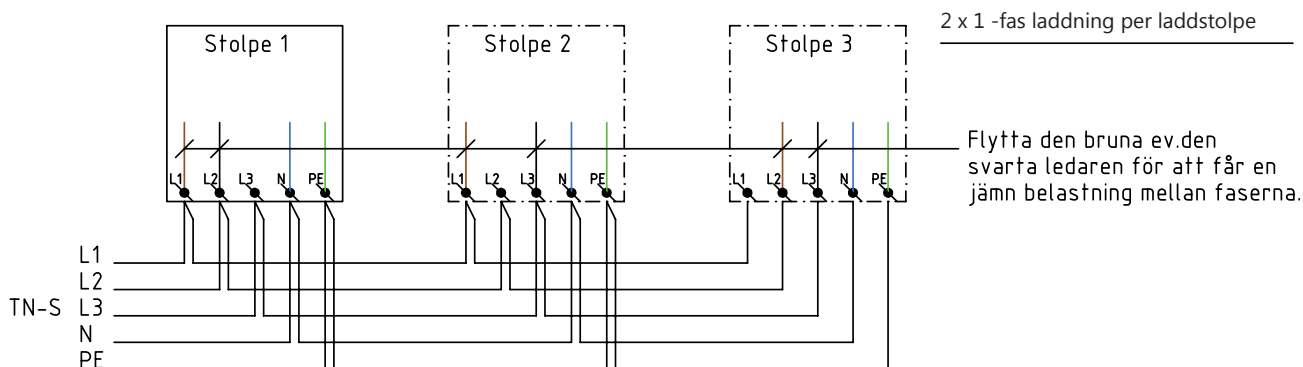 2 x 1 -fas laddning per laddstolpe
Stolpe 1
Stolpe 2
Stolpe 3
Flytta den bruna ev.den
svarta ledaren för att får en
jämn belastning mellan faserna.
L1 L2 L3 N PE
L1 L2 L3 N PE
L1 L2 L3 N PE
L1
L2
TN-S L3
N
PE